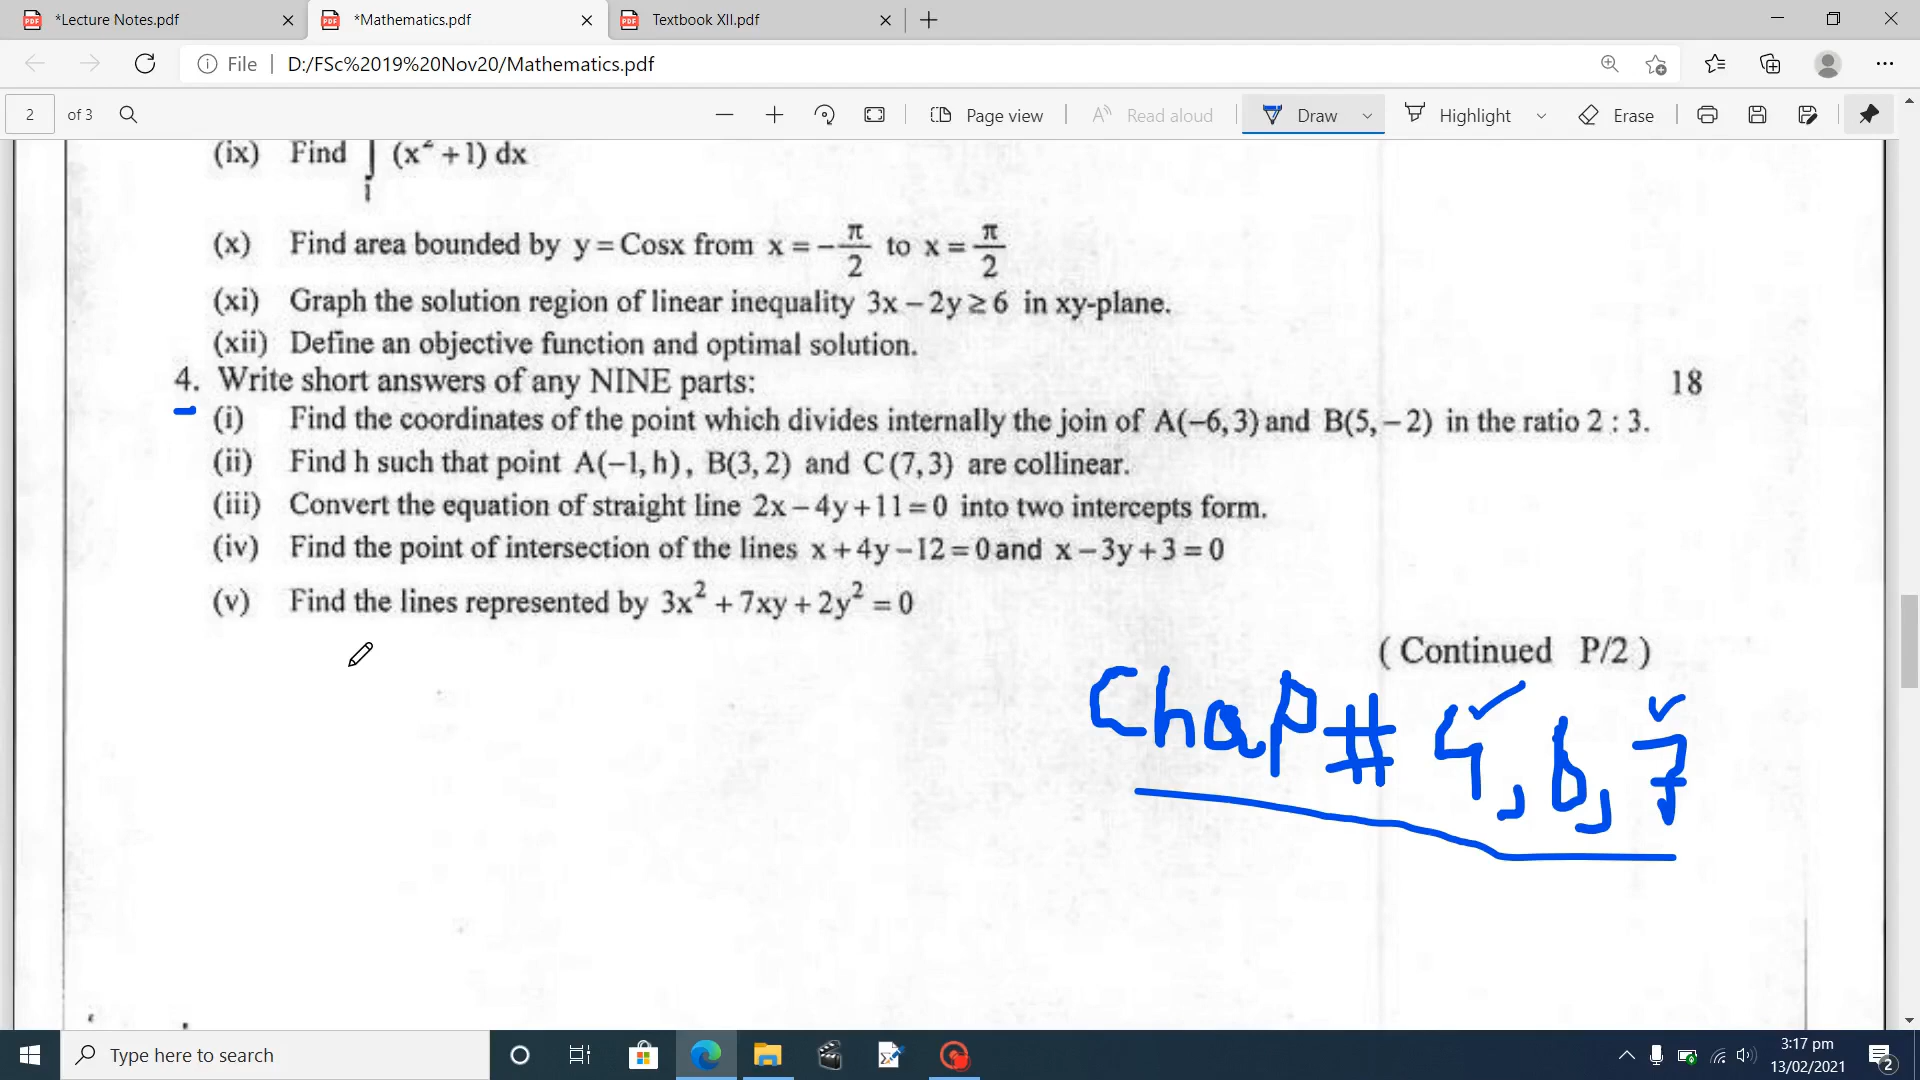 *Lecture Notes.pdf *Mathematics.pdf Textbook XII.pdf
File D:/FSc%2019%20Nov20/Mathematics.pdf
2 of 3 Page view Read aloud Draw Highlight Erase
(ix) Find ∫ (x² + 1) dx
(x) Find area bounded by y = Cosx from x = -π/2 to x = π/2
(xi) Graph the solution region of linear inequality 3x – 2y ≥ 6 in xy-plane.
(xii) Define an objective function and optimal solution.
4. Write short answers of any NINE parts: 18
(i) Find the coordinates of the point which divides internally the join of A(–6, 3) and B(5, – 2) in the ratio 2 : 3.
(ii) Find h such that point A(–1, h), B(3, 2) and C (7, 3) are collinear.
(iii) Convert the equation of straight line 2x – 4y + 11 = 0 into two intercepts form.
(iv) Find the point of intersection of the lines x + 4y – 12 = 0 and x – 3y + 3 = 0
(v) Find the lines represented by 3x² + 7xy + 2y² = 0
( Continued P/2 )
Chap # 4, 6, 7
Type here to search
3:17 pm
13/02/2021
2